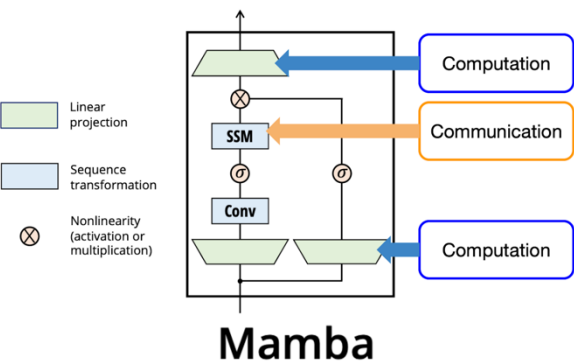 Computation
Linear
projection
SSM
Communication
Sequence
transformation
σ
σ
Conv
Nonlinearity
(activation or
multiplication)
Computation
Mamba